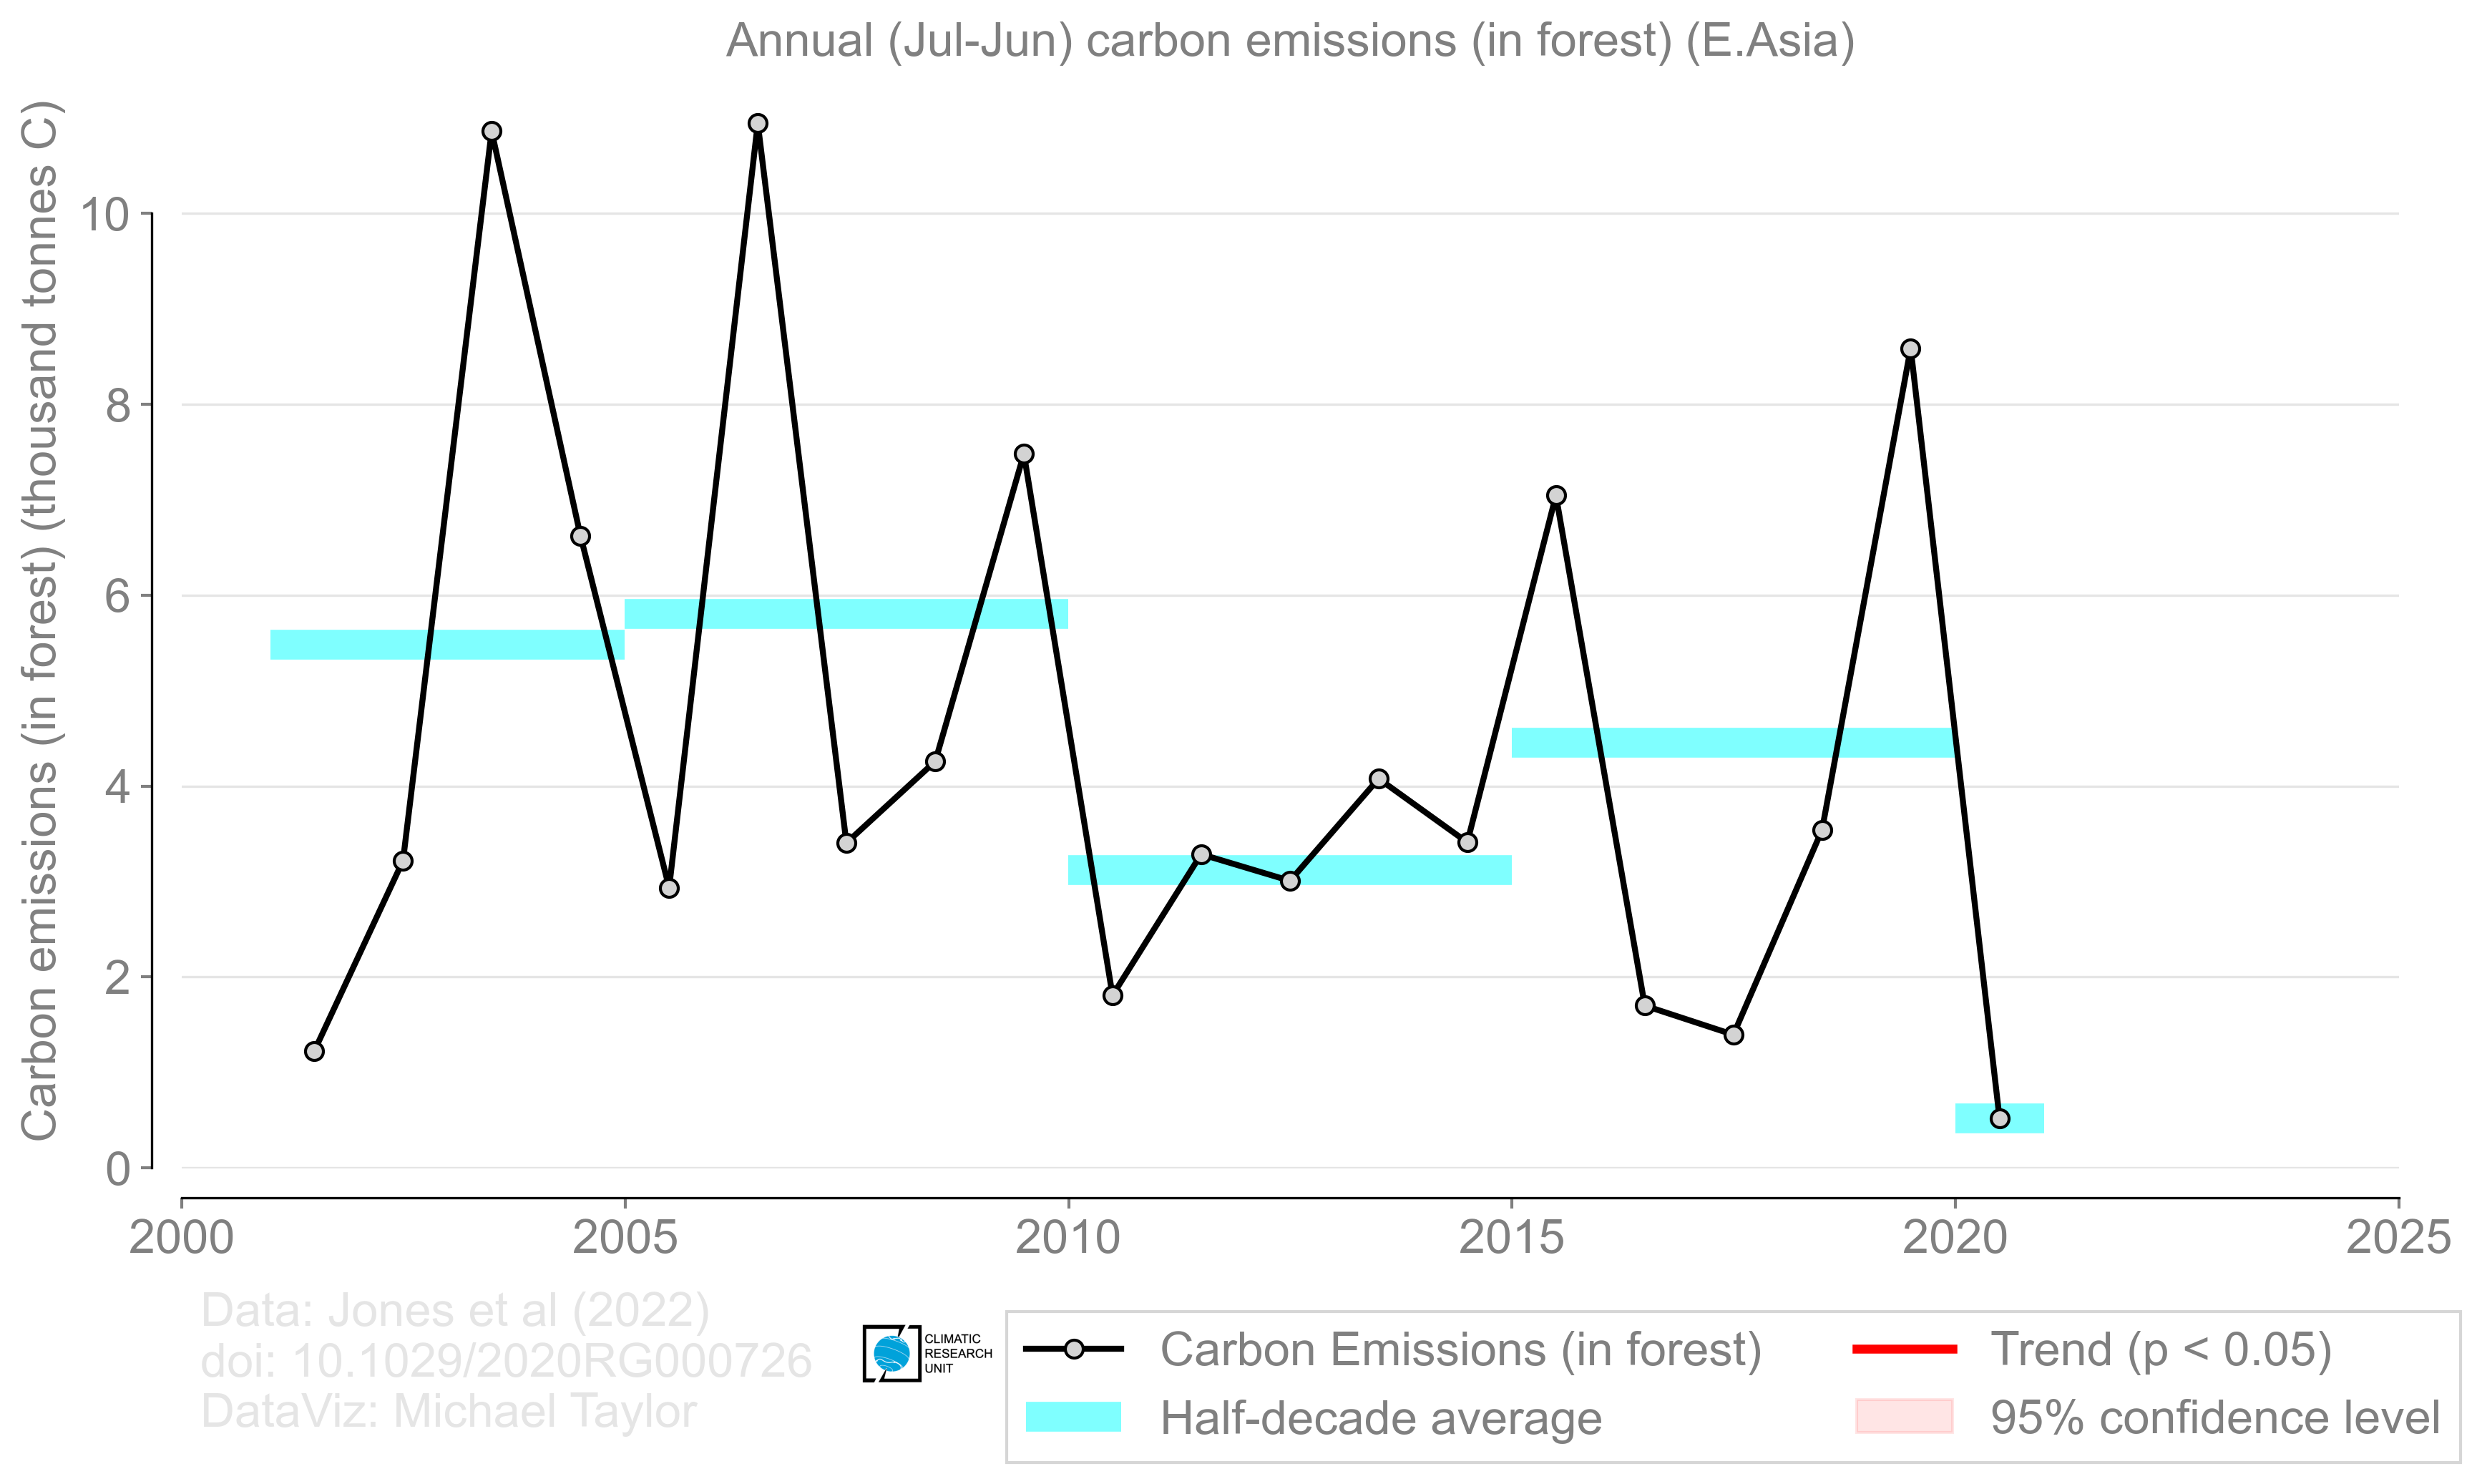 Annual (Jul-Jun) carbon emissions (in forest) (E.Asia)
Carbon emissions (in forest) (thousand tonnes C)
10
8
6
4
2
0
2000
2005
2010
2015
2020
2025
Data: Jones et al (2022)
doi: 10.1029/2020RG000726
DataViz: Michael Taylor
CLIMATIC
RESEARCH
UNIT
Carbon Emissions (in forest)
Half-decade average
Trend (p < 0.05)
95% confidence level